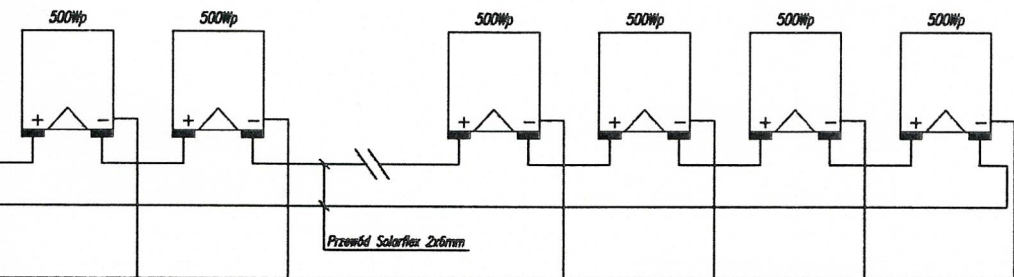 500Wp 500Wp 500Wp 500Wp 500Wp 500Wp
+ − + − + − + − + − + −
Przewód Solarflex 2x6mm